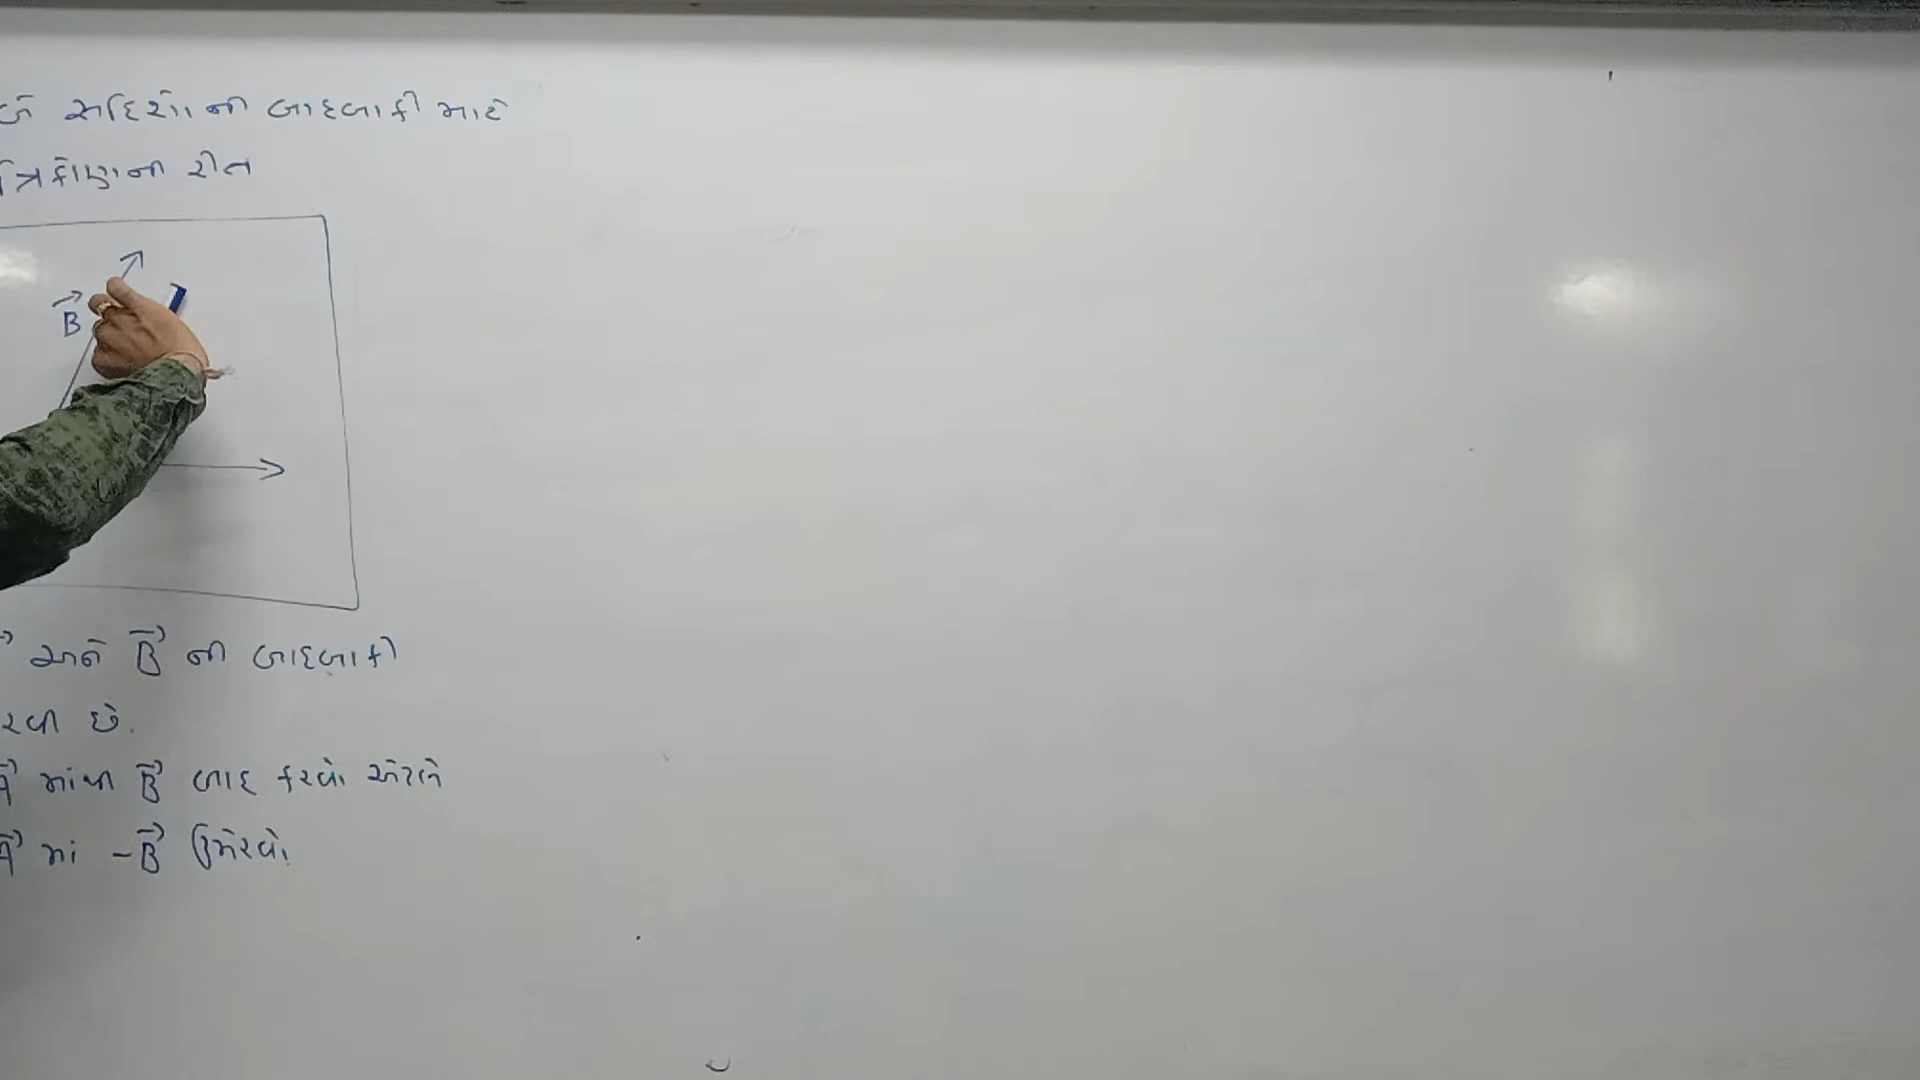 બે સદિશોની બાદબાકી માટે
ત્રિકોણની રીત
B⃗
અને B⃗ ની બાદબાકી
રવી છે.
A⃗ માંથી B⃗ બાદ કરવો એટલે
A⃗ માં -B⃗ ઉમેરવો.